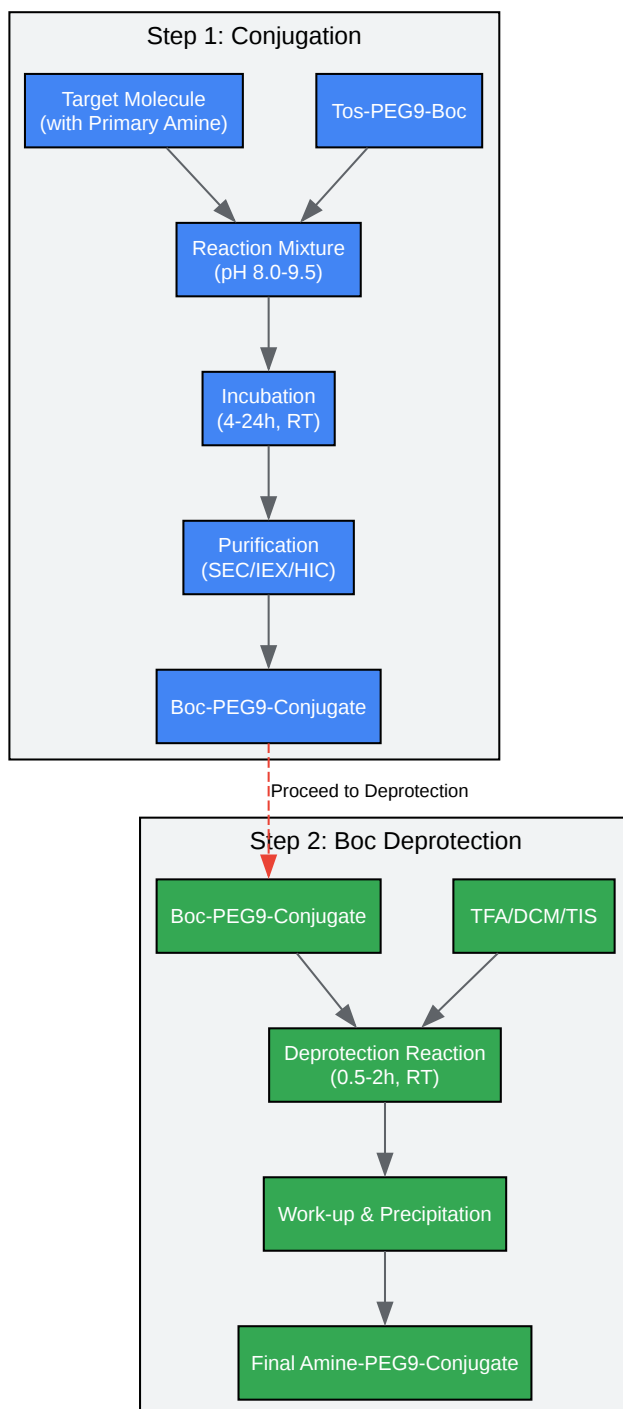 Step 1: Conjugation
Target Molecule
(with Primary Amine)
Tos-PEG9-Boc
Reaction Mixture
(pH 8.0-9.5)
Incubation
(4-24h, RT)
Purification
(SEC/IEX/HIC)
Boc-PEG9-Conjugate
Proceed to Deprotection
Step 2: Boc Deprotection
Boc-PEG9-Conjugate
TFA/DCM/TIS
Deprotection Reaction
(0.5-2h, RT)
Work-up & Precipitation
Final Amine-PEG9-Conjugate